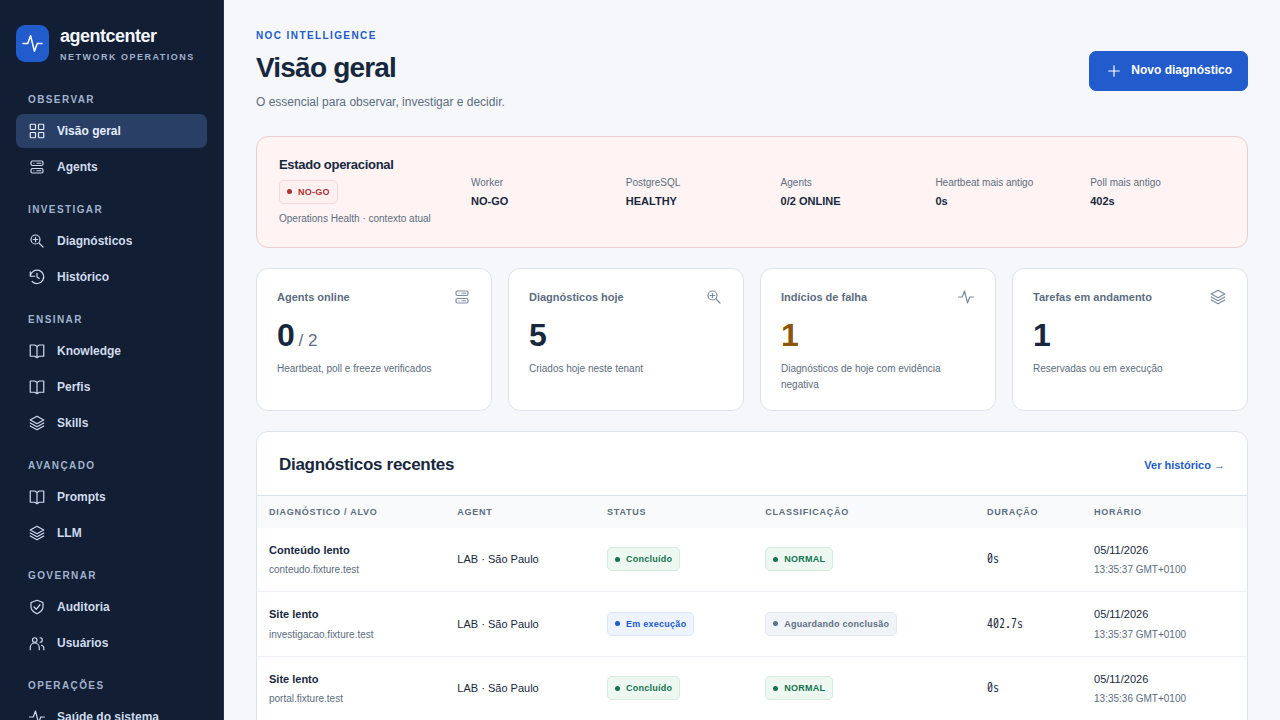 agentcenter
NETWORK OPERATIONS
OBSERVAR
Visão geral
Agents
INVESTIGAR
Diagnósticos
Histórico
ENSINAR
Knowledge
Perfis
Skills
AVANÇADO
Prompts
LLM
GOVERNAR
Auditoria
Usuários
OPERAÇÕES
Saúde do sistema
NOC INTELLIGENCE
Visão geral
O essencial para observar, investigar e decidir.
Novo diagnóstico
Estado operacional
NO-GO
Operations Health · contexto atual
Worker
NO-GO
PostgreSQL
HEALTHY
Agents
0/2 ONLINE
Heartbeat mais antigo
0s
Poll mais antigo
402s
Agents online
0 / 2
Heartbeat, poll e freeze verificados
Diagnósticos hoje
5
Criados hoje neste tenant
Indícios de falha
1
Diagnósticos de hoje com evidência
negativa
Tarefas em andamento
1
Reservadas ou em execução
Diagnósticos recentes
Ver histórico →
DIAGNÓSTICO / ALVO AGENT STATUS CLASSIFICAÇÃO DURAÇÃO HORÁRIO
Conteúdo lento
conteudo.fixture.test
LAB · São Paulo
Concluído
NORMAL
0s
05/11/2026
13:35:37 GMT+0100
Site lento
investigacao.fixture.test
LAB · São Paulo
Em execução
Aguardando conclusão
402.7s
05/11/2026
13:35:37 GMT+0100
Site lento
portal.fixture.test
LAB · São Paulo
Concluído
NORMAL
0s
05/11/2026
13:35:36 GMT+0100